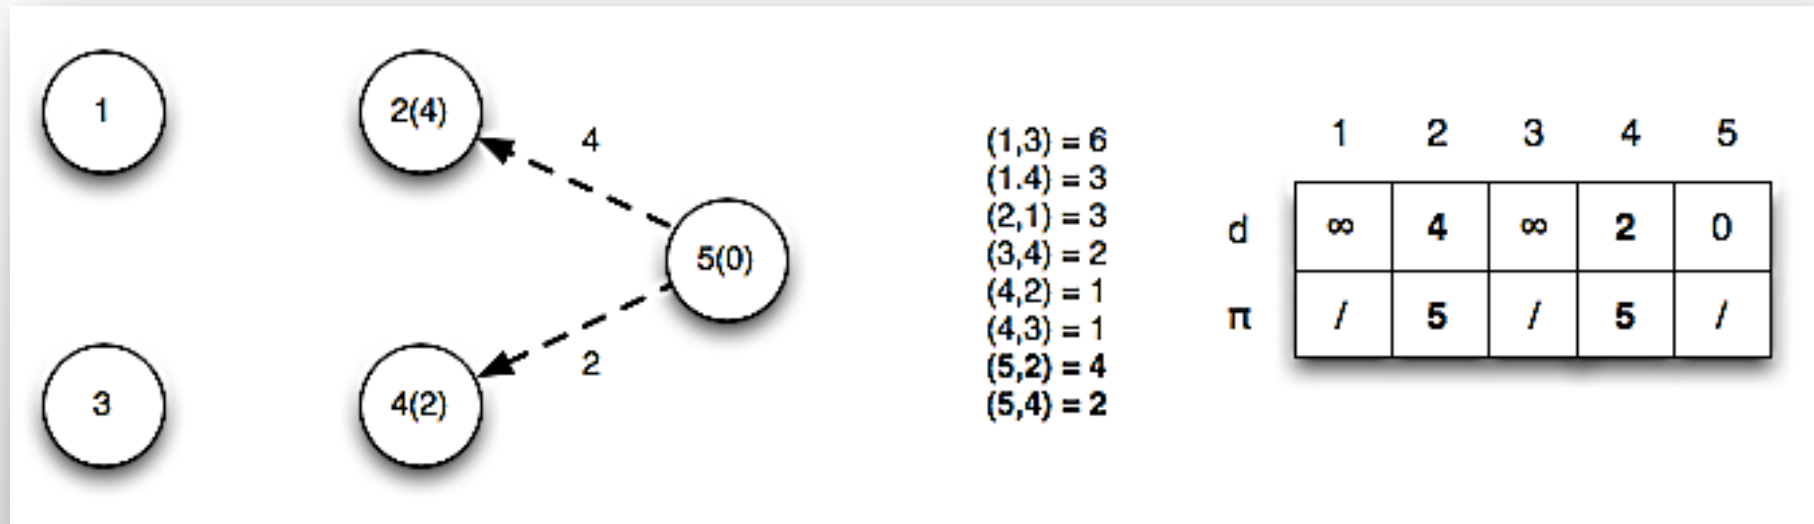 1
2(4)
4
5(0)
2
3
4(2)
(1,3) = 6
(1.4) = 3
(2,1) = 3
(3,4) = 2
(4,2) = 1
(4,3) = 1
(5,2) = 4
(5,4) = 2
1 2 3 4 5
d ∞ 4 ∞ 2 0
π / 5 / 5 /